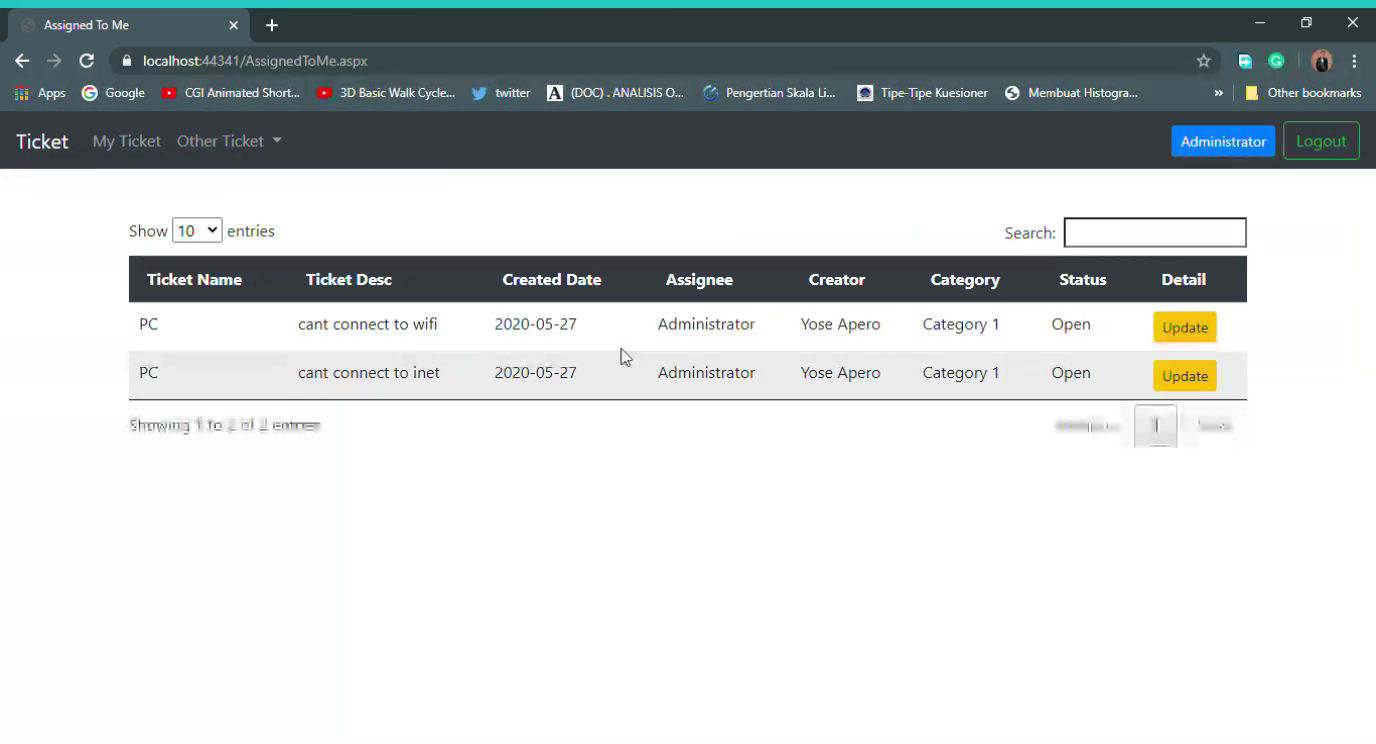 Assigned To Me
localhost:44341/AssignedToMe.aspx
Apps Google CGI Animated Short... 3D Basic Walk Cycle... twitter A (DOC) . ANALISIS O... Pengertian Skala Li... Tipe-Tipe Kuesioner Membuat Histogra... » Other bookmarks
Ticket My Ticket Other Ticket Administrator Logout
Show 10 entries Search:
Ticket Name Ticket Desc Created Date Assignee Creator Category Status Detail
PC cant connect to wifi 2020-05-27 Administrator Yose Apero Category 1 Open Update
PC cant connect to inet 2020-05-27 Administrator Yose Apero Category 1 Open Update
Showing 1 to 2 of 2 entries 1